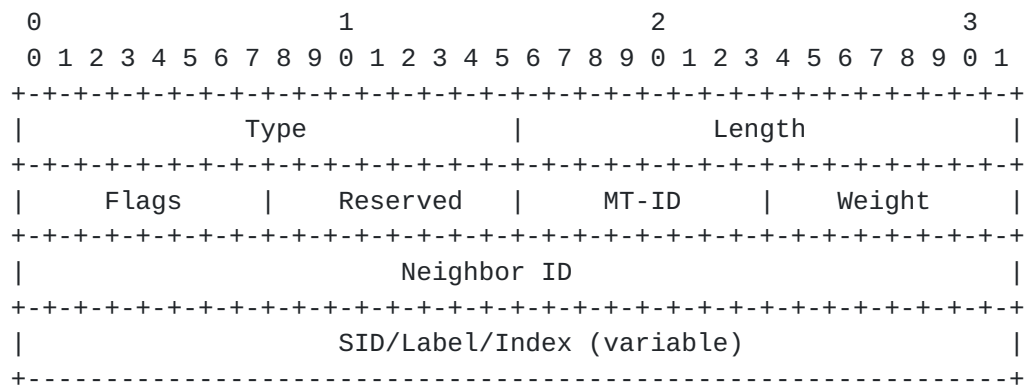 0                   1                   2                   3
 0 1 2 3 4 5 6 7 8 9 0 1 2 3 4 5 6 7 8 9 0 1 2 3 4 5 6 7 8 9 0 1
+-+-+-+-+-+-+-+-+-+-+-+-+-+-+-+-+-+-+-+-+-+-+-+-+-+-+-+-+-+-+-+-+
|              Type             |            Length             |
+-+-+-+-+-+-+-+-+-+-+-+-+-+-+-+-+-+-+-+-+-+-+-+-+-+-+-+-+-+-+-+-+
|     Flags     |    Reserved   |     MT-ID     |    Weight     |
+-+-+-+-+-+-+-+-+-+-+-+-+-+-+-+-+-+-+-+-+-+-+-+-+-+-+-+-+-+-+-+-+
|                        Neighbor ID                            |
+-+-+-+-+-+-+-+-+-+-+-+-+-+-+-+-+-+-+-+-+-+-+-+-+-+-+-+-+-+-+-+-+
|                    SID/Label/Index (variable)                 |
+---------------------------------------------------------------+